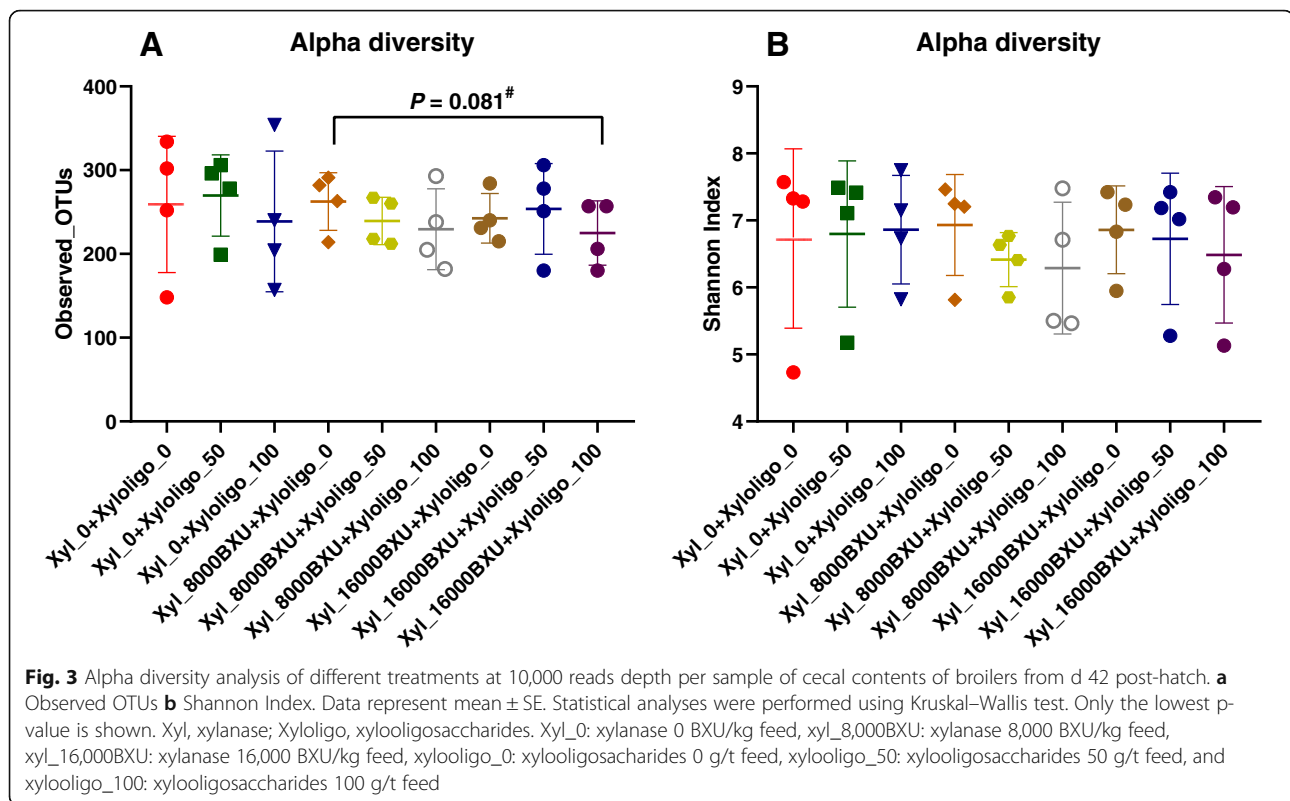 A Alpha diversity
400
300
200
100
0
Observed_OTUs
P = 0.081#
Xyl_0+Xyloligo_0
Xyl_0+Xyloligo_50
Xyl_0+Xyloligo_100
Xyl_8000BXU+Xyloligo_0
Xyl_8000BXU+Xyloligo_50
Xyl_8000BXU+Xyloligo_100
Xyl_16000BXU+Xyloligo_0
Xyl_16000BXU+Xyloligo_50
Xyl_16000BXU+Xyloligo_100
B Alpha diversity
9
8
7
6
5
4
Shannon Index
Xyl_0+Xyloligo_0
Xyl_0+Xyloligo_50
Xyl_0+Xyloligo_100
Xyl_8000BXU+Xyloligo_0
Xyl_8000BXU+Xyloligo_50
Xyl_8000BXU+Xyloligo_100
Xyl_16000BXU+Xyloligo_0
Xyl_16000BXU+Xyloligo_50
Xyl_16000BXU+Xyloligo_100
Fig. 3 Alpha diversity analysis of different treatments at 10,000 reads depth per sample of cecal contents of broilers from d 42 post-hatch. a
Observed OTUs b Shannon Index. Data represent mean ± SE. Statistical analyses were performed using Kruskal–Wallis test. Only the lowest p-
value is shown. Xyl, xylanase; Xyloligo, xylooligosaccharides. Xyl_0: xylanase 0 BXU/kg feed, xyl_8,000BXU: xylanase 8,000 BXU/kg feed,
xyl_16,000BXU: xylanase 16,000 BXU/kg feed, xylooligo_0: xylooligosacharides 0 g/t feed, xylooligo_50: xylooligosaccharides 50 g/t feed, and
xylooligo_100: xylooligosaccharides 100 g/t feed